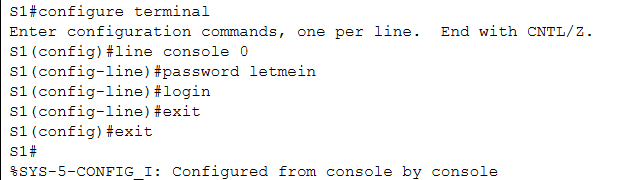 S1#configure terminal
Enter configuration commands, one per line.  End with CNTL/Z.
S1(config)#line console 0
S1(config-line)#password letmein
S1(config-line)#login
S1(config-line)#exit
S1(config)#exit
S1#
%SYS-5-CONFIG_I: Configured from console by console